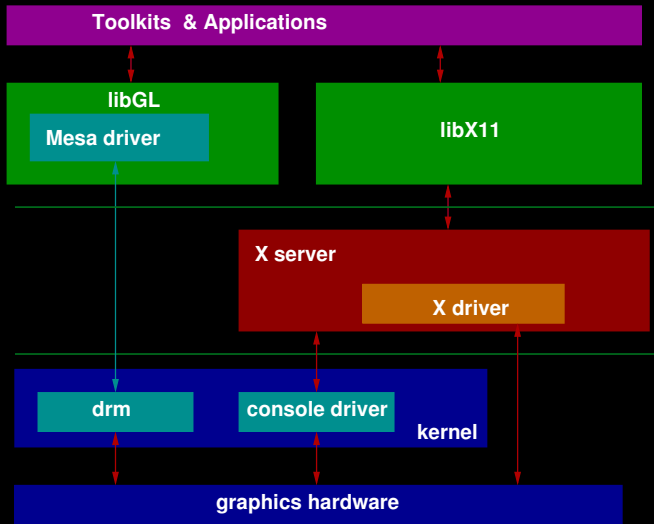 Toolkits & Applications
libGL
Mesa driver
libX11
X server
X driver
drm
console driver
kernel
graphics hardware